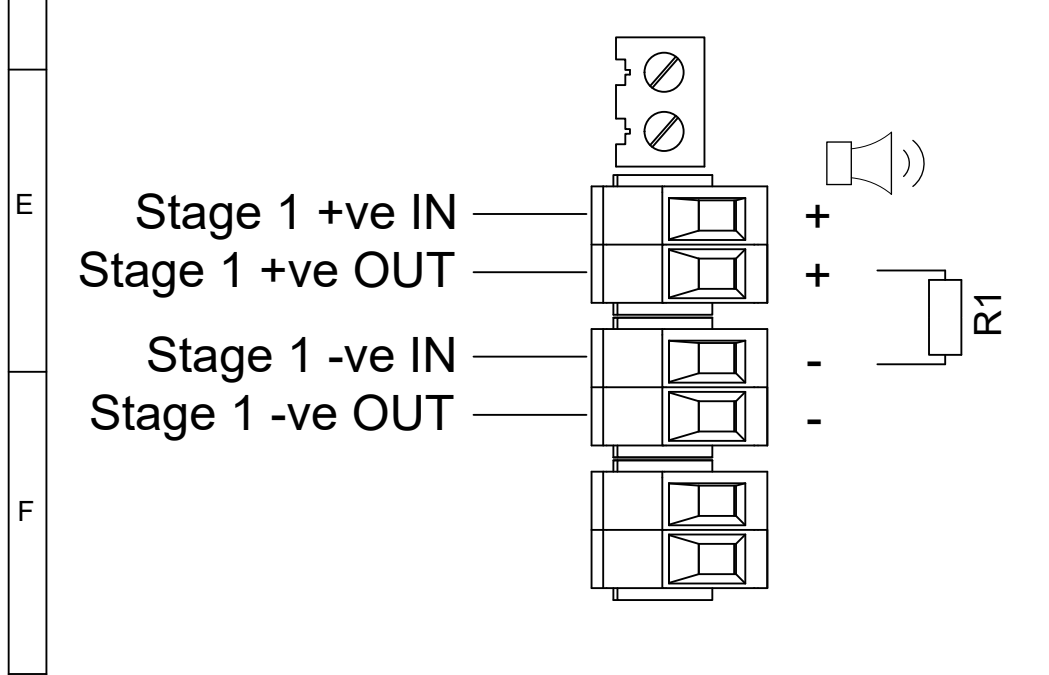 E
Stage 1 +ve IN +
Stage 1 +ve OUT +
R1
Stage 1 -ve IN -
Stage 1 -ve OUT -
F